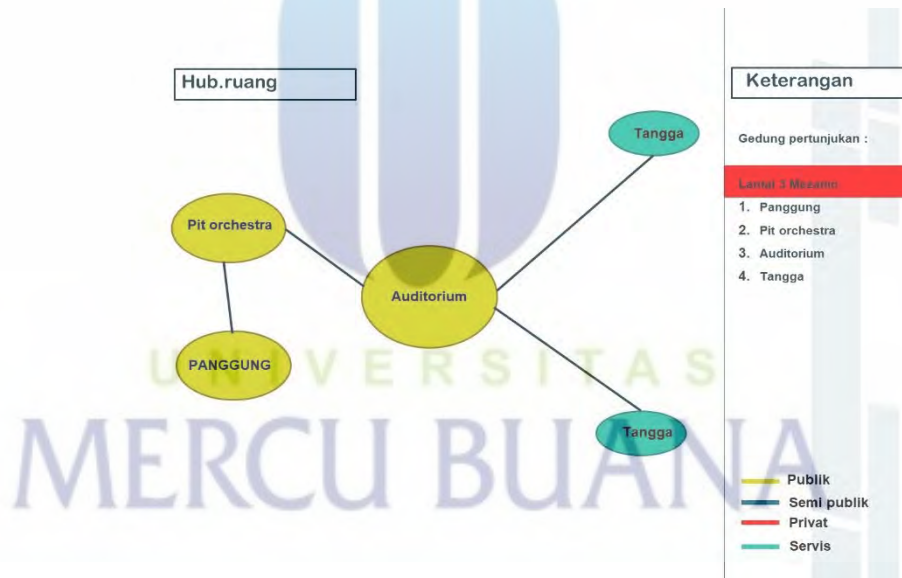 Hub.ruang
Keterangan
Tangga
Gedung pertunjukan :
Lantai 3 Mezanin
1. Panggung
2. Pit orchestra
3. Auditorium
4. Tangga
Pit orchestra
Auditorium
PANGGUNG
Tangga
UNIVERSITAS
MERCU BUANA
Publik
Semi publik
Privat
Servis